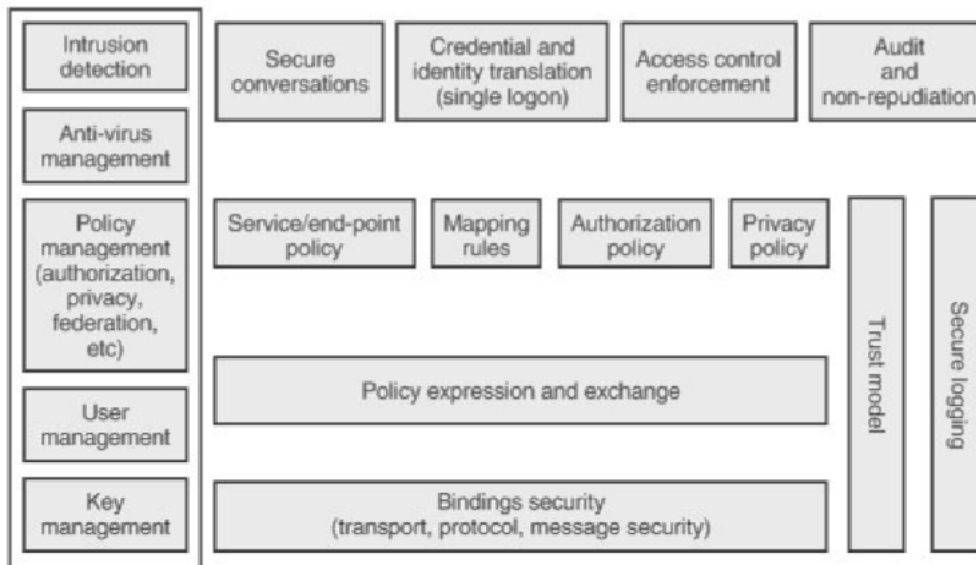 Intrusion
detection
Anti-virus
management
Policy
management
(authorization,
privacy,
federation,
etc)
User
management
Key
management
Secure
conversations
Credential and
identity translation
(single logon)
Access control
enforcement
Audit
and
non-repudiation
Service/end-point
policy
Mapping
rules
Authorization
policy
Privacy
policy
Policy expression and exchange
Bindings security
(transport, protocol, message security)
Trust model
Secure logging